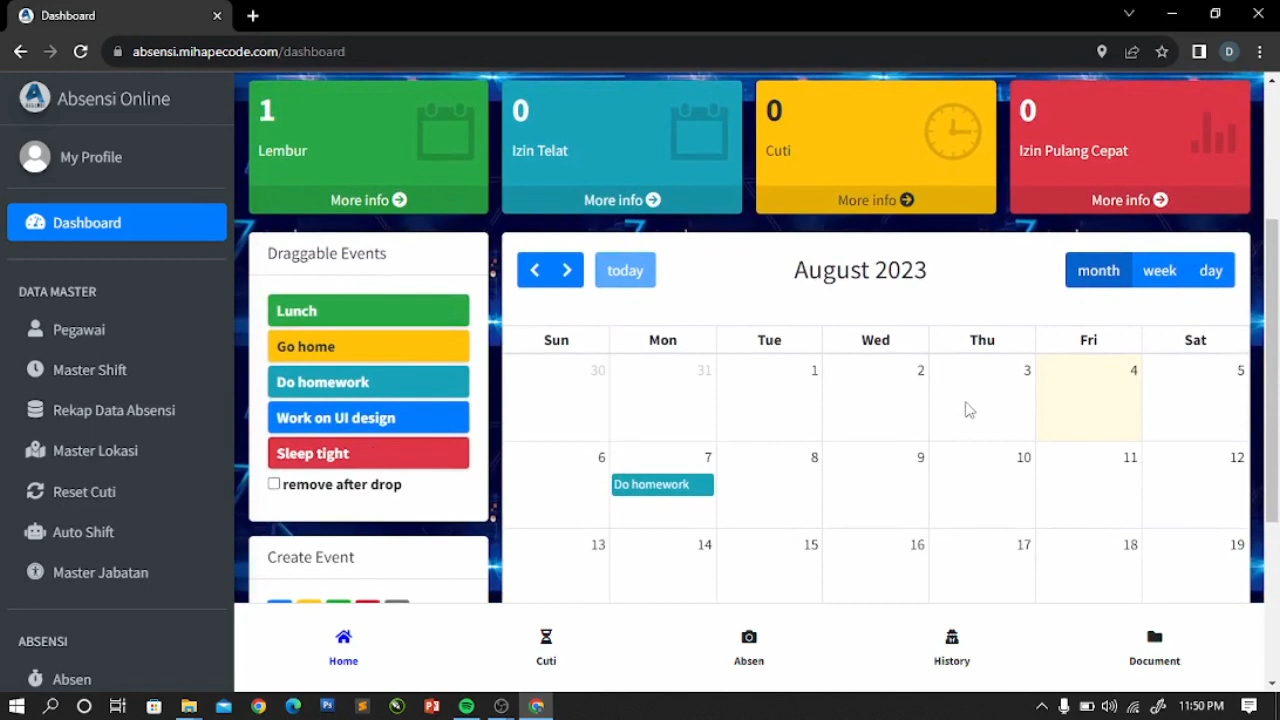 Dashboard
absensi.mihapecode.com/dashboard
D
Absensi Online
My Profile
Dashboard
DATA MASTER
Pegawai
Master Shift
Rekap Data Absensi
Master Lokasi
Reset Cuti
Auto Shift
Master Jabatan
ABSENSI
Absen
1
Lembur
More info
0
Izin Telat
More info
0
Cuti
More info
0
Izin Pulang Cepat
More info
Draggable Events
Lunch
Go home
Do homework
Work on UI design
Sleep tight
remove after drop
Create Event
today
August 2023
month week day
Sun Mon Tue Wed Thu Fri Sat
30 31 1 2 3 4 5
6 7 8 9 10 11 12
Do homework
13 14 15 16 17 18 19
Home Cuti Absen History Document
11:50 PM